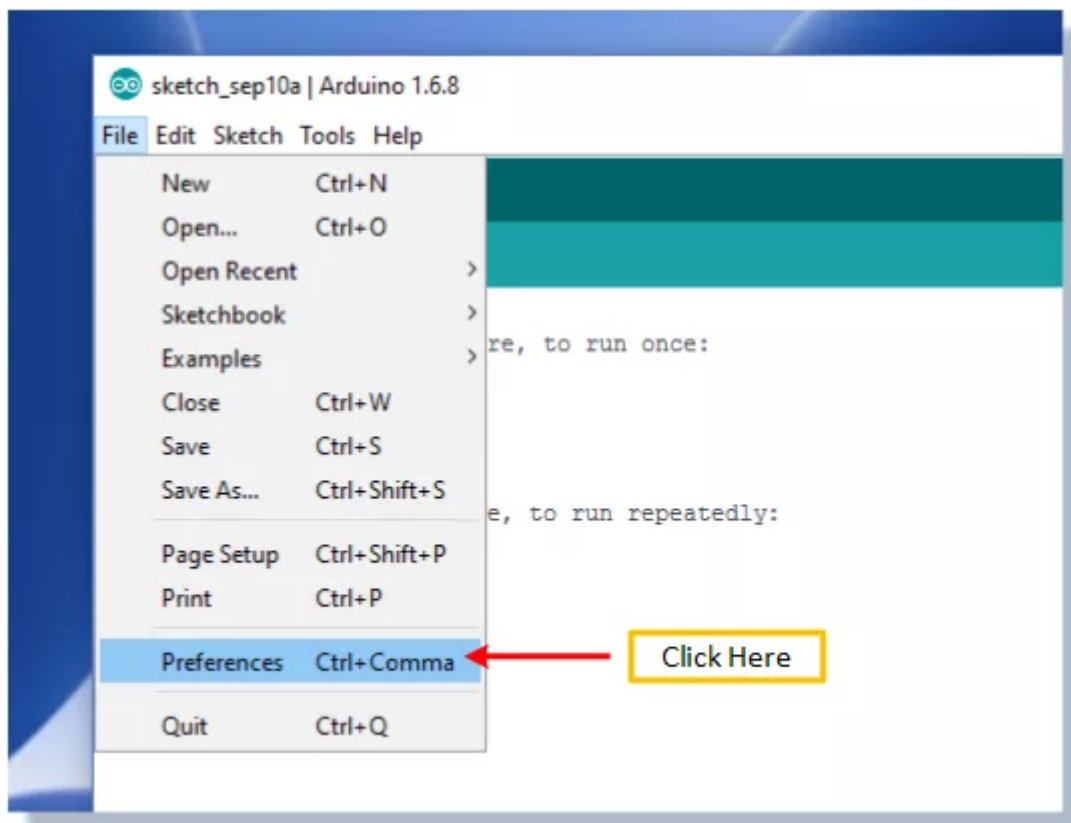 sketch_sep10a | Arduino 1.6.8
File Edit Sketch Tools Help
New Ctrl+N
Open... Ctrl+O
Open Recent
Sketchbook
Examples
re, to run once:
Close Ctrl+W
Save Ctrl+S
Save As... Ctrl+Shift+S
e, to run repeatedly:
Page Setup Ctrl+Shift+P
Print Ctrl+P
Preferences Ctrl+Comma
Click Here
Quit Ctrl+Q